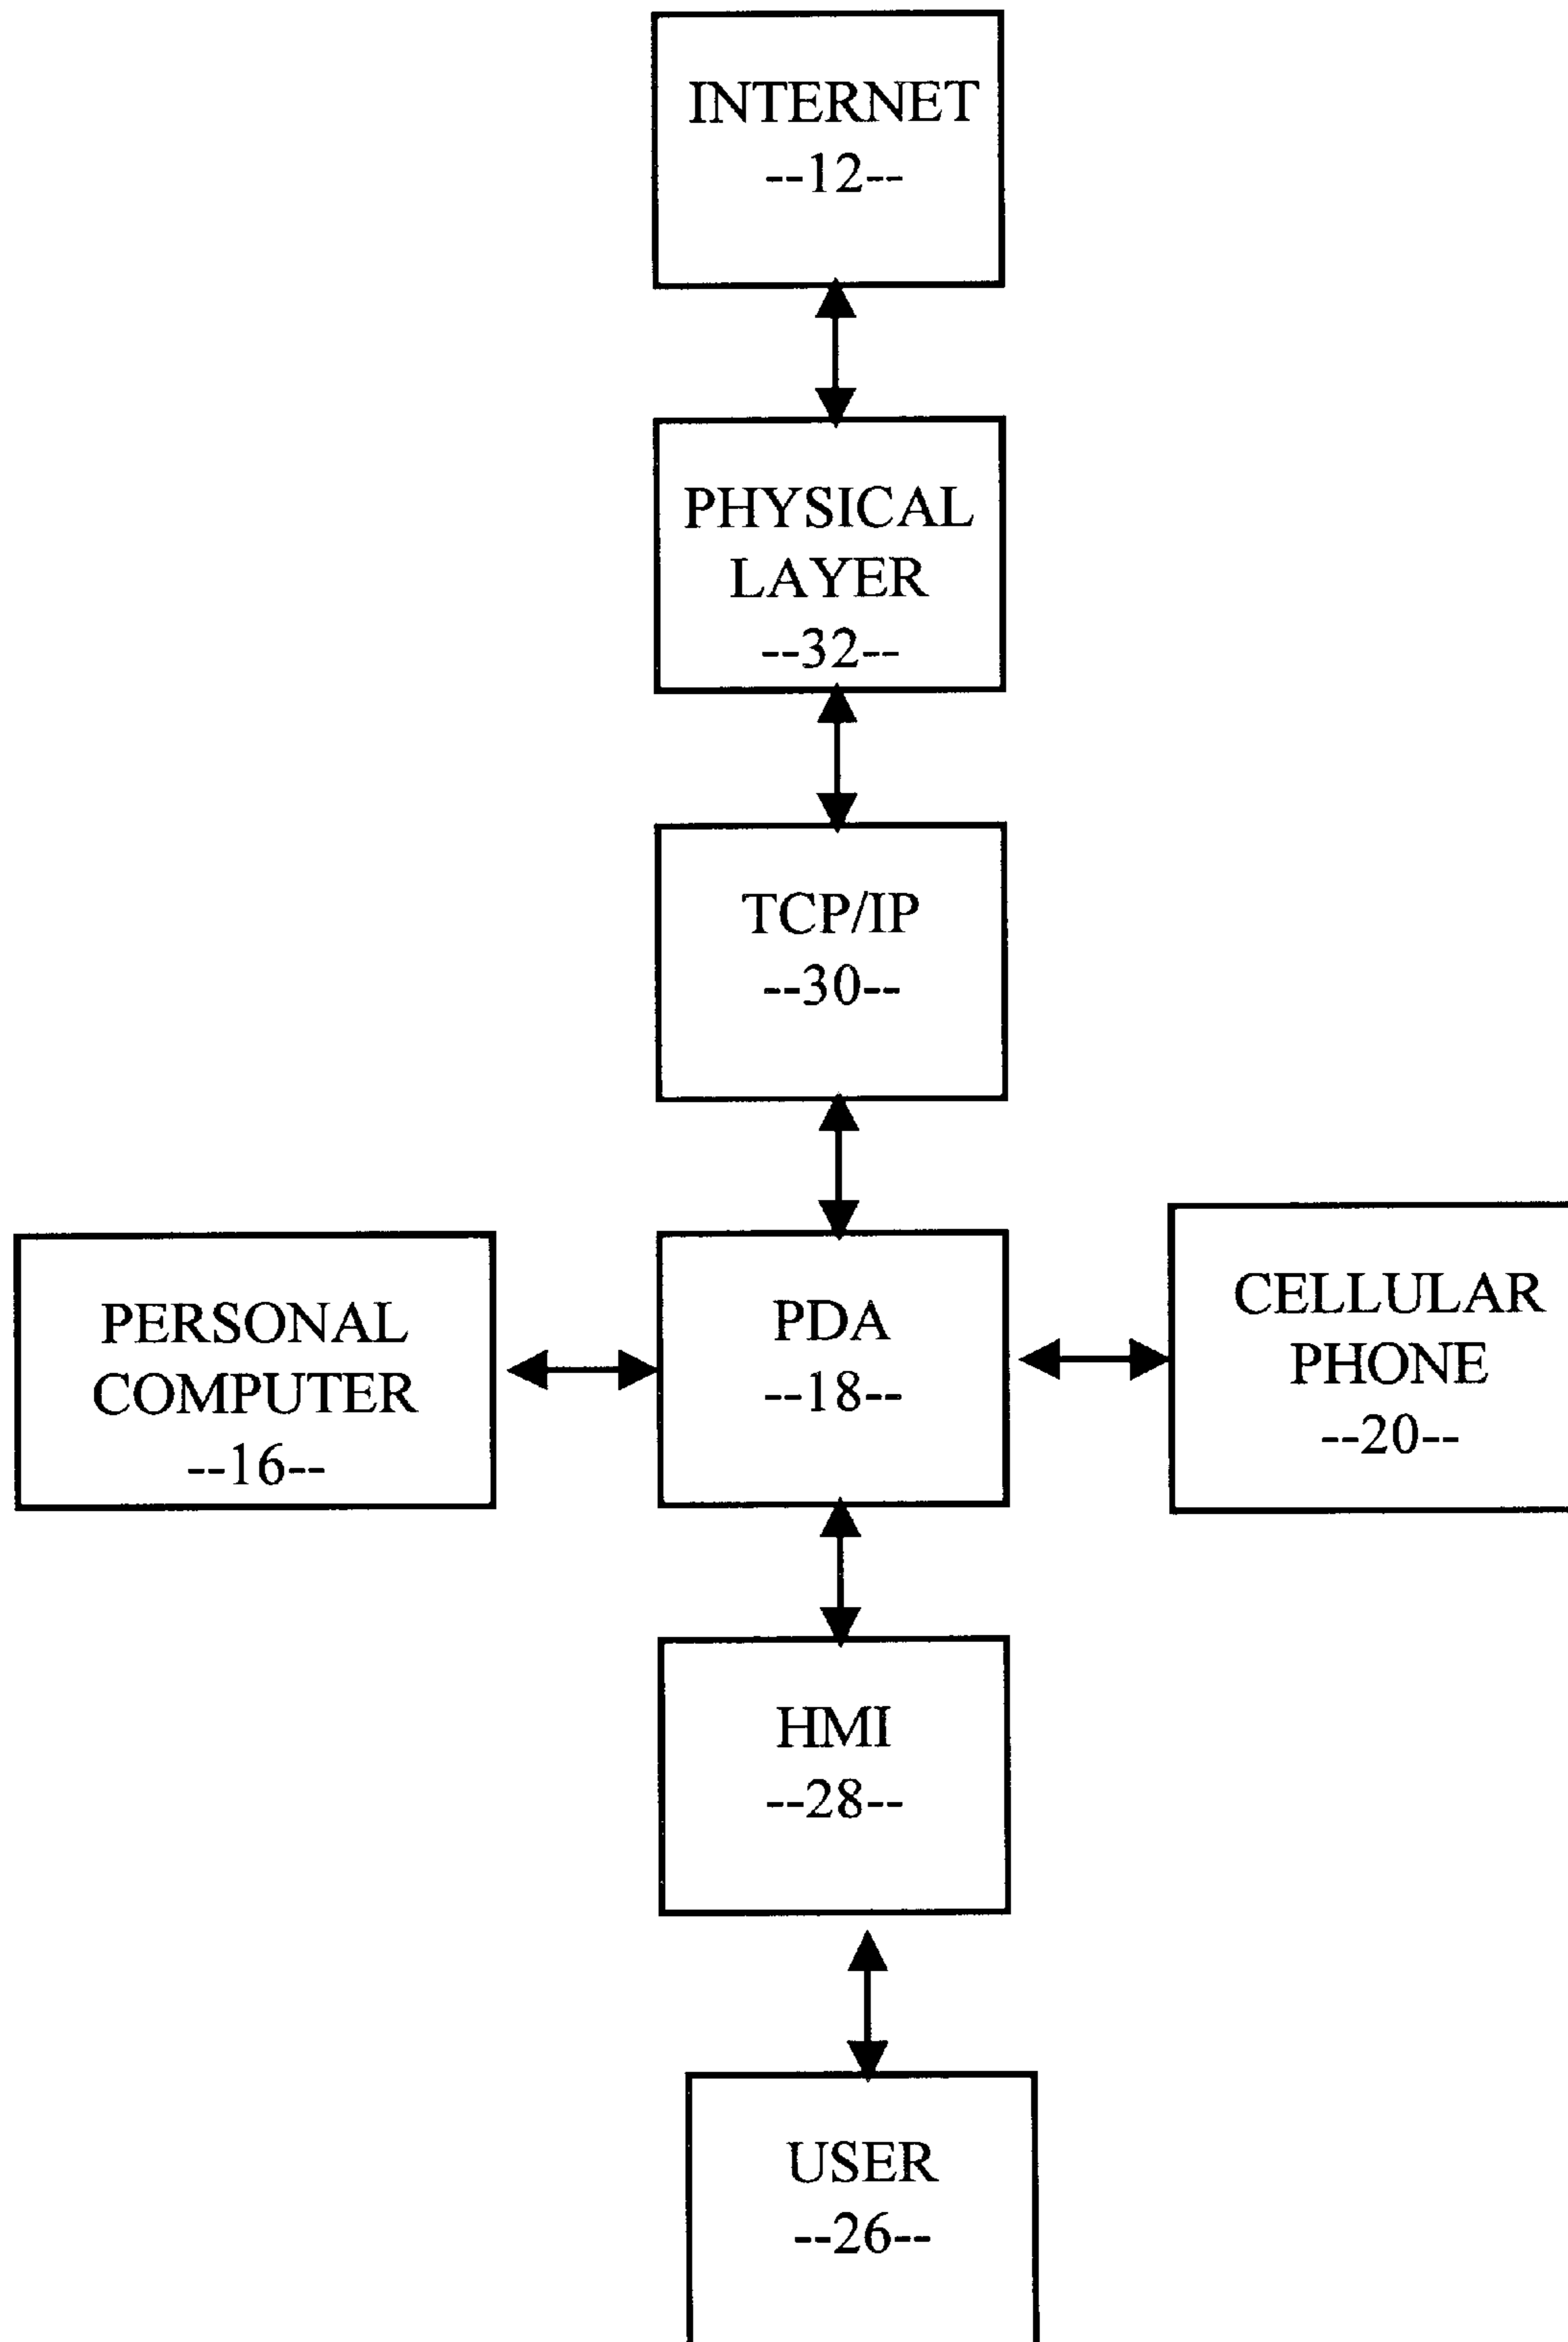 INTERNET
--12--
PHYSICAL
LAYER
--32--
TCP/IP
--30--
PERSONAL
COMPUTER
--16--
PDA
--18--
CELLULAR
PHONE
--20--
HMI
--28--
USER
--26--